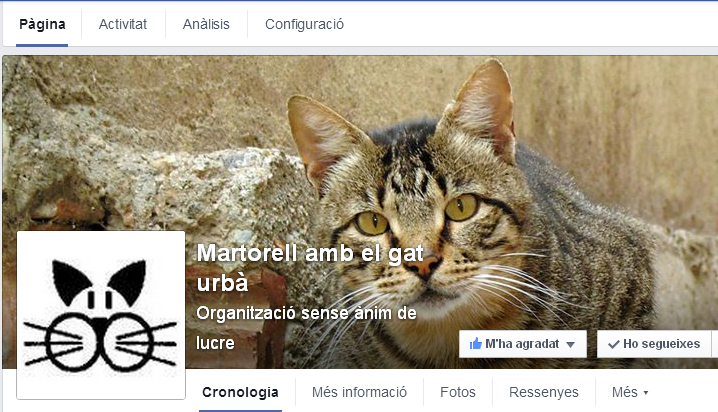 Pàgina Activitat Anàlisis Configuració
Martorell amb el gat
urbà
Organització sense ànim de
lucre
M'ha agradat Ho segueixes
Cronologia Més informació Fotos Ressenyes Més